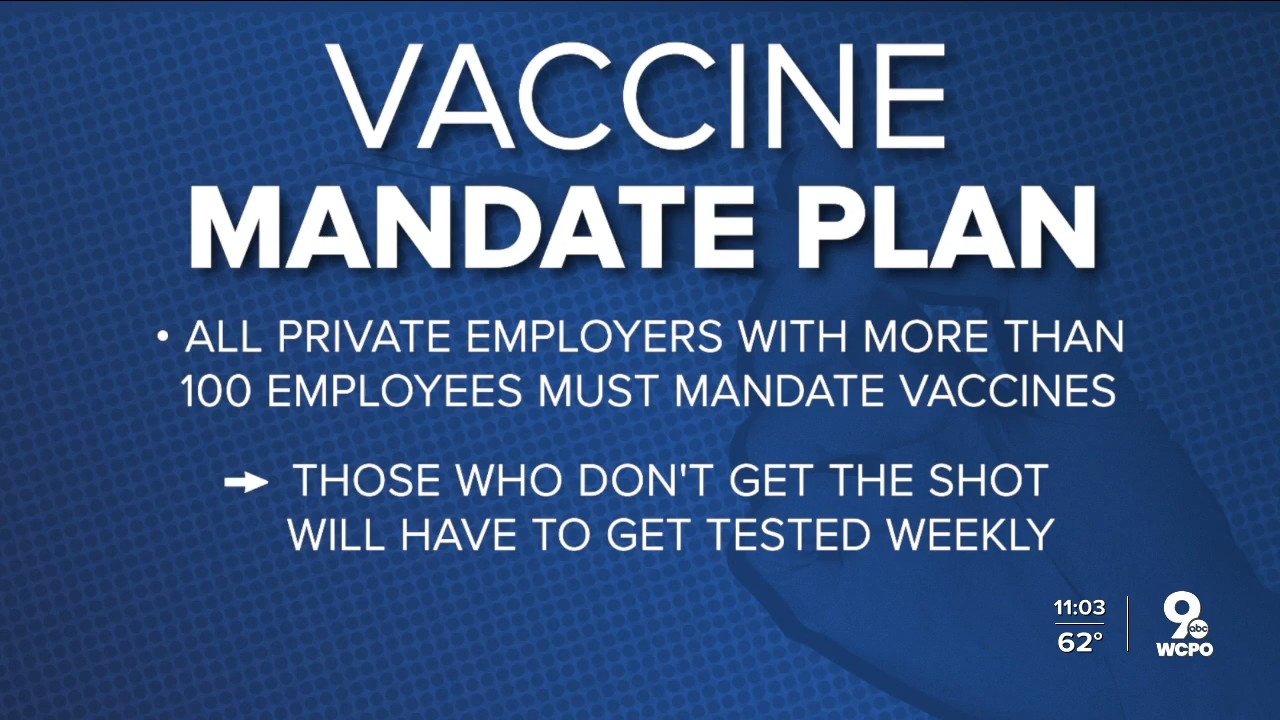 VACCINE
MANDATE PLAN
• ALL PRIVATE EMPLOYERS WITH MORE THAN
100 EMPLOYEES MUST MANDATE VACCINES
➡ THOSE WHO DON'T GET THE SHOT
WILL HAVE TO GET TESTED WEEKLY
11:03
62°
9
abc
WCPO